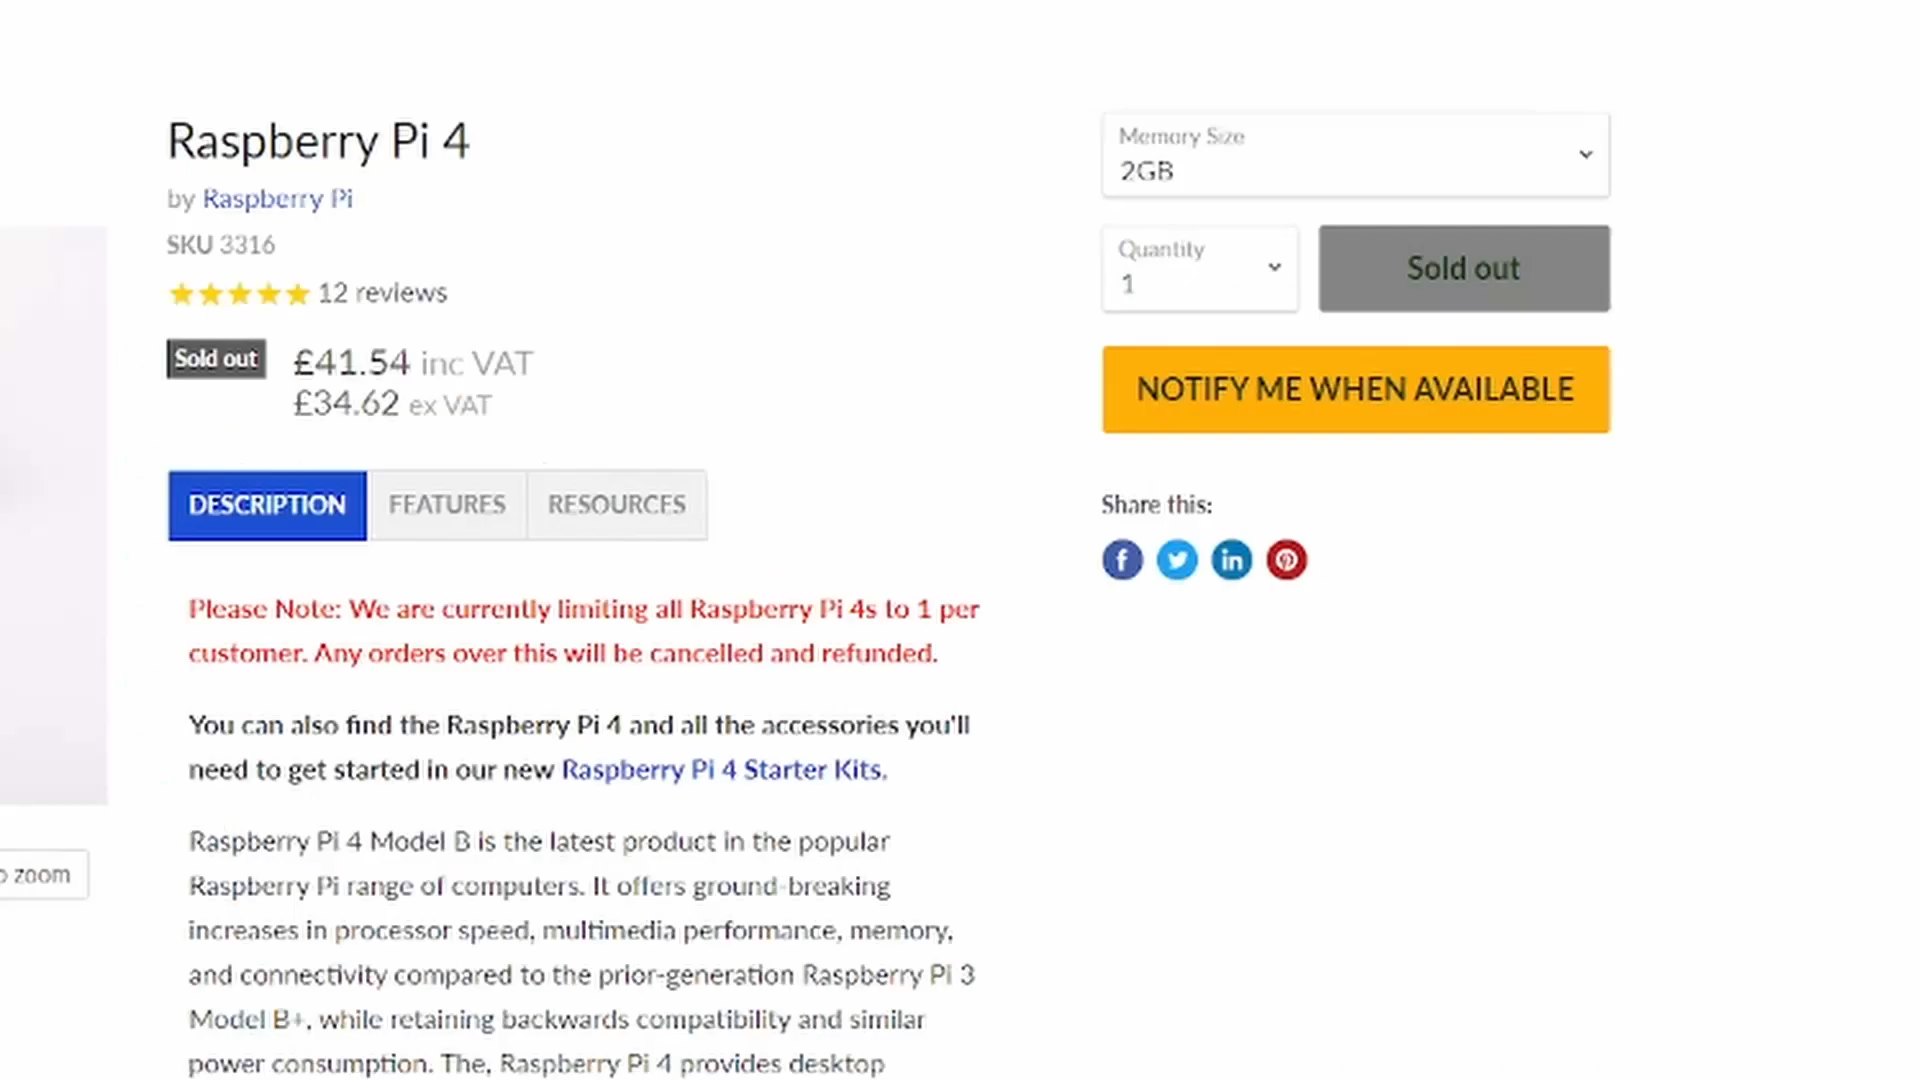 Raspberry Pi 4
by Raspberry Pi
SKU 3316
12 reviews
Sold out
£41.54 inc VAT
£34.62 ex VAT
DESCRIPTION
FEATURES
RESOURCES
Please Note: We are currently limiting all Raspberry Pi 4s to 1 per
customer. Any orders over this will be cancelled and refunded.
You can also find the Raspberry Pi 4 and all the accessories you'll
need to get started in our new Raspberry Pi 4 Starter Kits.
Raspberry Pi 4 Model B is the latest product in the popular
Raspberry Pi range of computers. It offers ground-breaking
increases in processor speed, multimedia performance, memory,
and connectivity compared to the prior-generation Raspberry Pi 3
Model B+, while retaining backwards compatibility and similar
power consumption. The, Raspberry Pi 4 provides desktop
zoom
Memory Size
2GB
Quantity
1
Sold out
NOTIFY ME WHEN AVAILABLE
Share this: